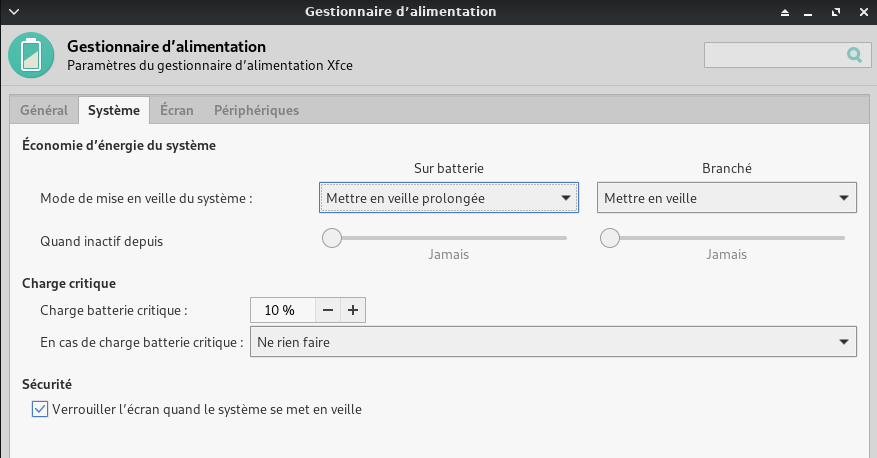 Gestionnaire d’alimentation
Gestionnaire d’alimentation
Paramètres du gestionnaire d’alimentation Xfce
Général Système Écran Périphériques
Économie d’énergie du système
Sur batterie Branché
Mode de mise en veille du système : Mettre en veille prolongée Mettre en veille
Quand inactif depuis
Jamais Jamais
Charge critique
Charge batterie critique : 10 % − +
En cas de charge batterie critique : Ne rien faire
Sécurité
Verrouiller l’écran quand le système se met en veille